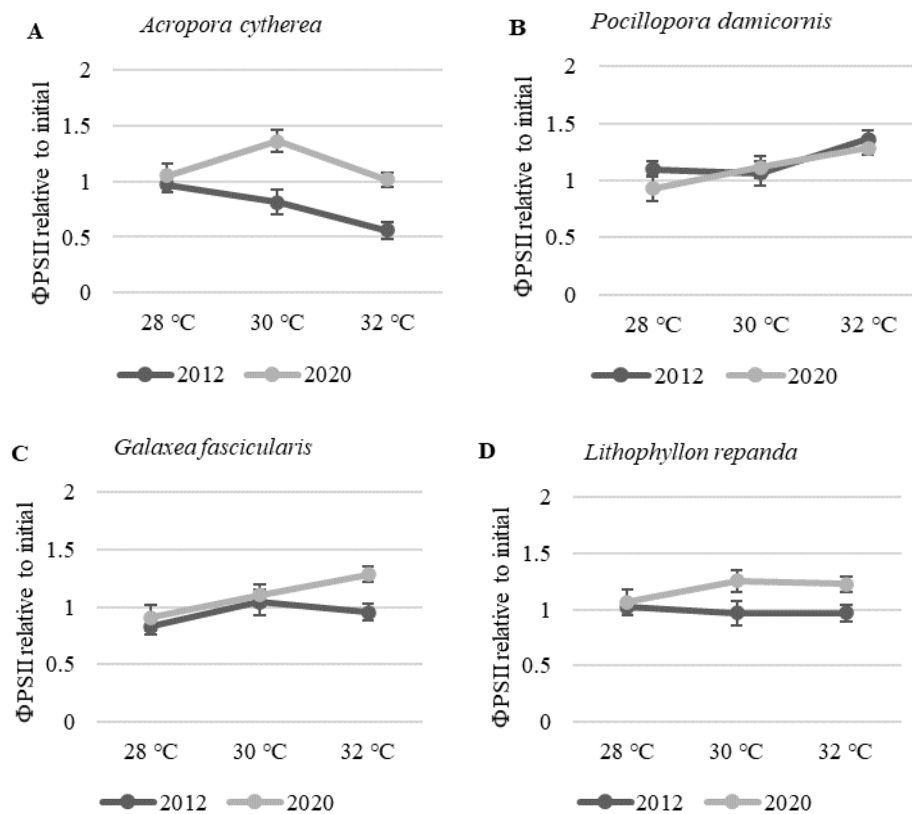 A
Acropora cytherea
ΦPSII relative to initial
2
1.5
1
0.5
0
28 °C 30 °C 32 °C
2012 2020
B
Pocillopora damicornis
ΦPSII relative to initial
2
1.5
1
0.5
0
28 °C 30 °C 32 °C
2012 2020
C
Galaxea fascicularis
ΦPSII relative to initial
2
1.5
1
0.5
0
28 °C 30 °C 32 °C
2012 2020
D
Lithophyllon repanda
ΦPSII relative to initial
2
1.5
1
0.5
0
28 °C 30 °C 32 °C
2012 2020